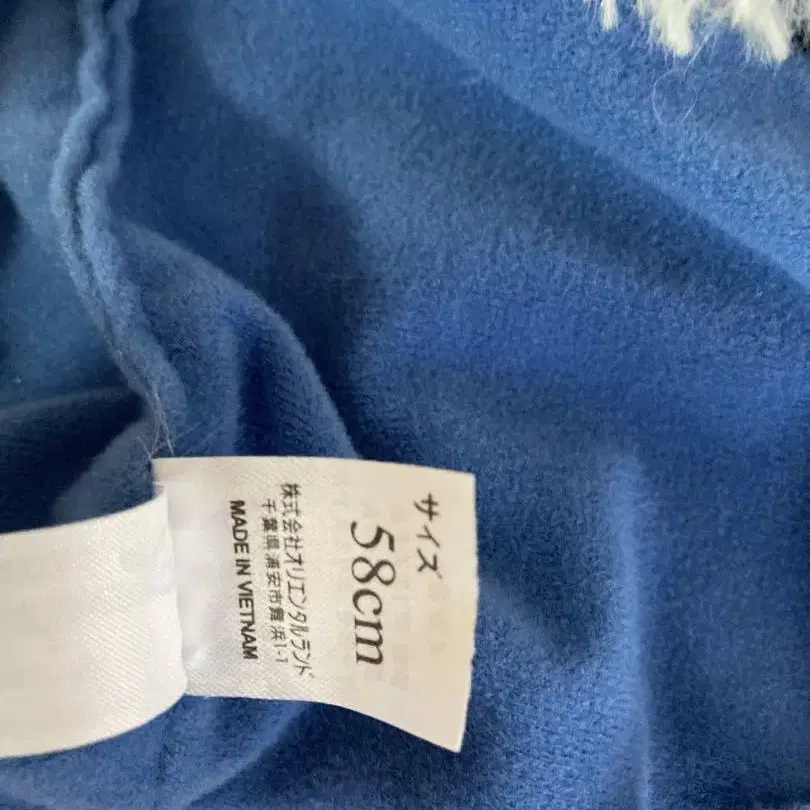 サイズ
58cm
株式会社オリエンタルランド
千葉県浦安市舞浜1-1
MADE IN VIETNAM